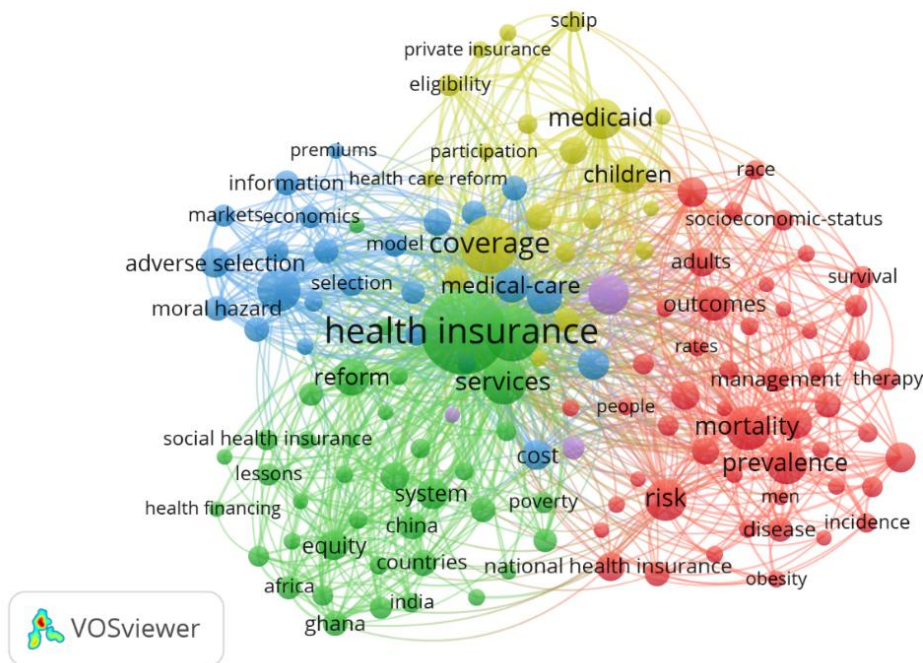 schip
private insurance
eligibility
medicaid
premiums
participation
information
health care reform
children
race
markets
economics
model
coverage
socioeconomic-status
adverse selection
selection
medical-care
adults
survival
moral hazard
outcomes
health insurance
rates
reform
services
management
therapy
people
mortality
social health insurance
cost
prevalence
lessons
system
poverty
risk
men
health financing
china
disease
incidence
equity
countries
national health insurance
africa
india
obesity
ghana
VOSviewer